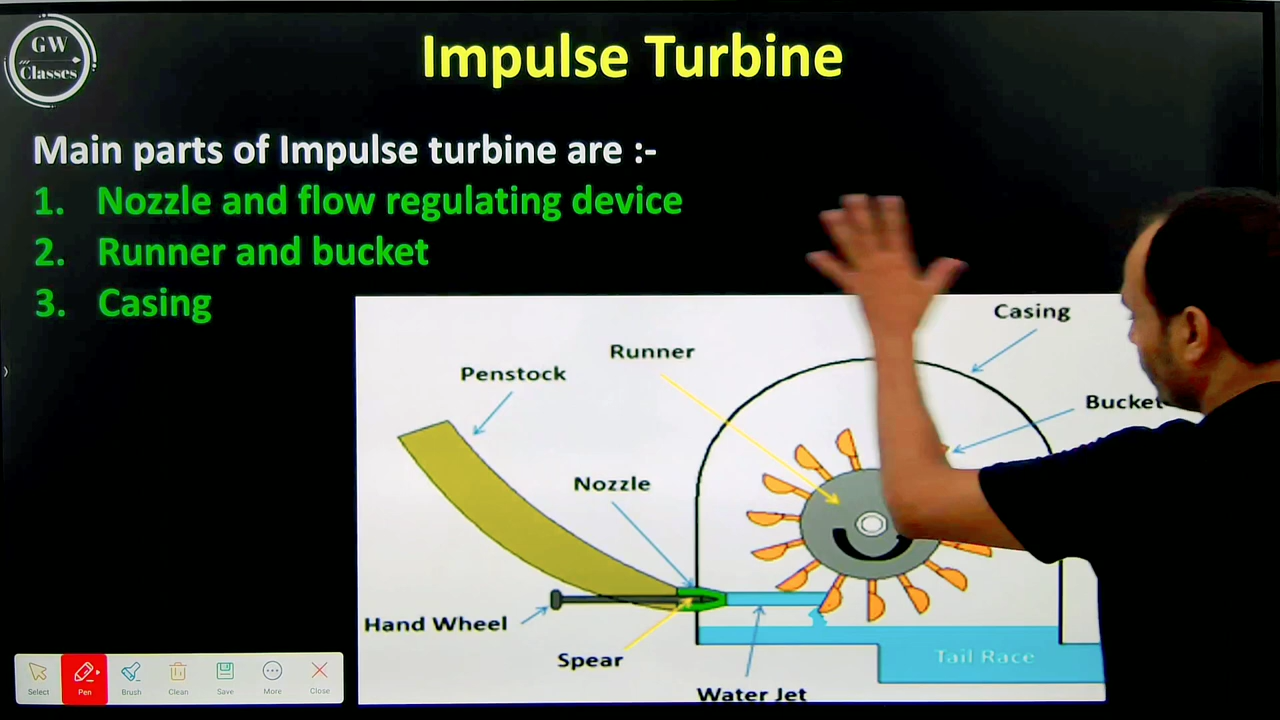 GW
Classes
Impulse Turbine
Main parts of Impulse turbine are :-
1. Nozzle and flow regulating device
2. Runner and bucket
3. Casing
Casing
Runner
Penstock
Bucket
Nozzle
Hand Wheel
Spear
Tail Race
Water Jet
Select
Pen
Brush
Clean
Save
More
Close